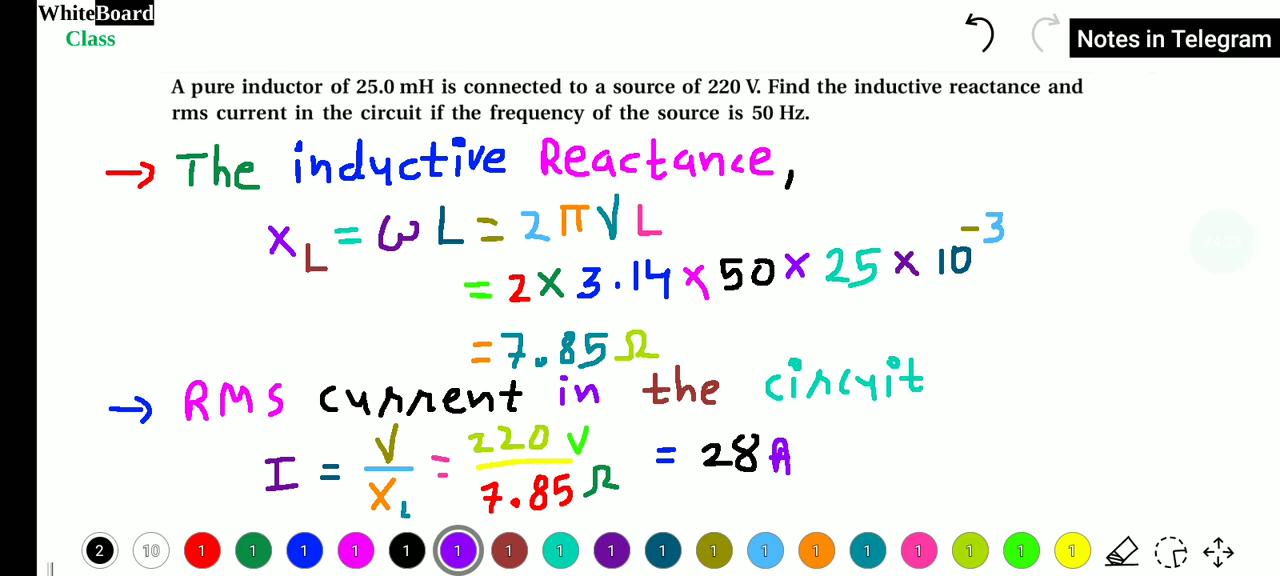 WhiteBoard
Class
Notes in Telegram
A pure inductor of 25.0 mH is connected to a source of 220 V. Find the inductive reactance and
rms current in the circuit if the frequency of the source is 50 Hz.
→ The inductive Reactance,
X_L = ω L = 2 π ν L
= 2 × 3.14 × 50 × 25 × 10^-3
= 7.85 Ω
→ RMS current in the circuit
I = V/X_L = 220 V/7.85 Ω = 28 A
2 10 1 1 1 1 1 1 1 1 1 1 1 1 1 1 1 1 1 1